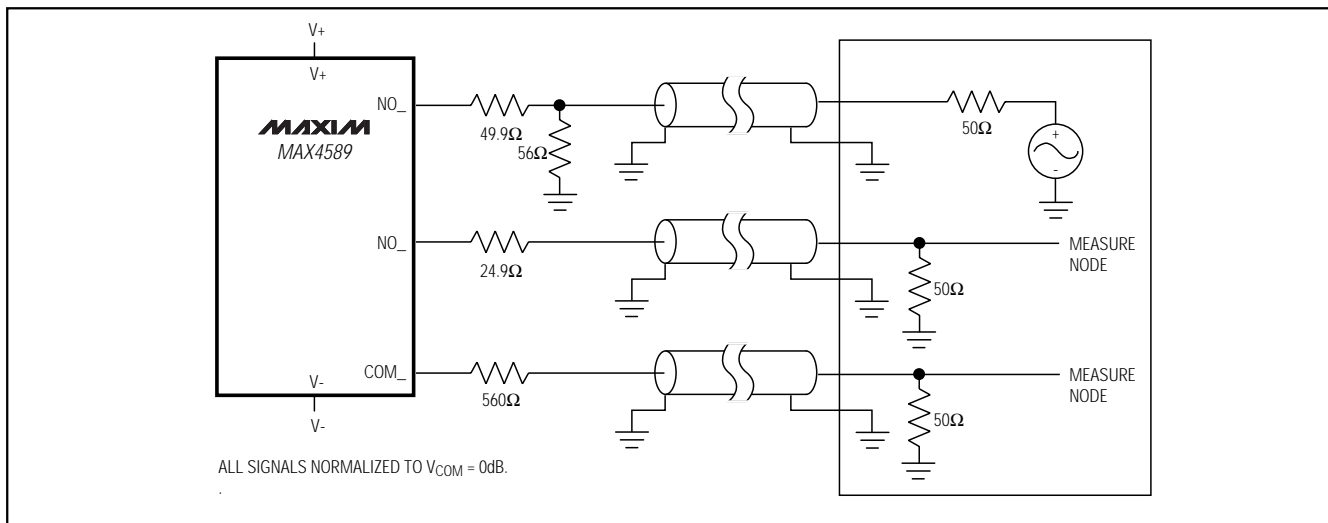 V+
V+
NO_
MAXIM
MAX4589
49.9Ω
56Ω
50Ω
+
-
NO_
24.9Ω
50Ω
MEASURE
NODE
COM_
560Ω
50Ω
MEASURE
NODE
V-
V-
ALL SIGNALS NORMALIZED TO VCOM = 0dB.
.